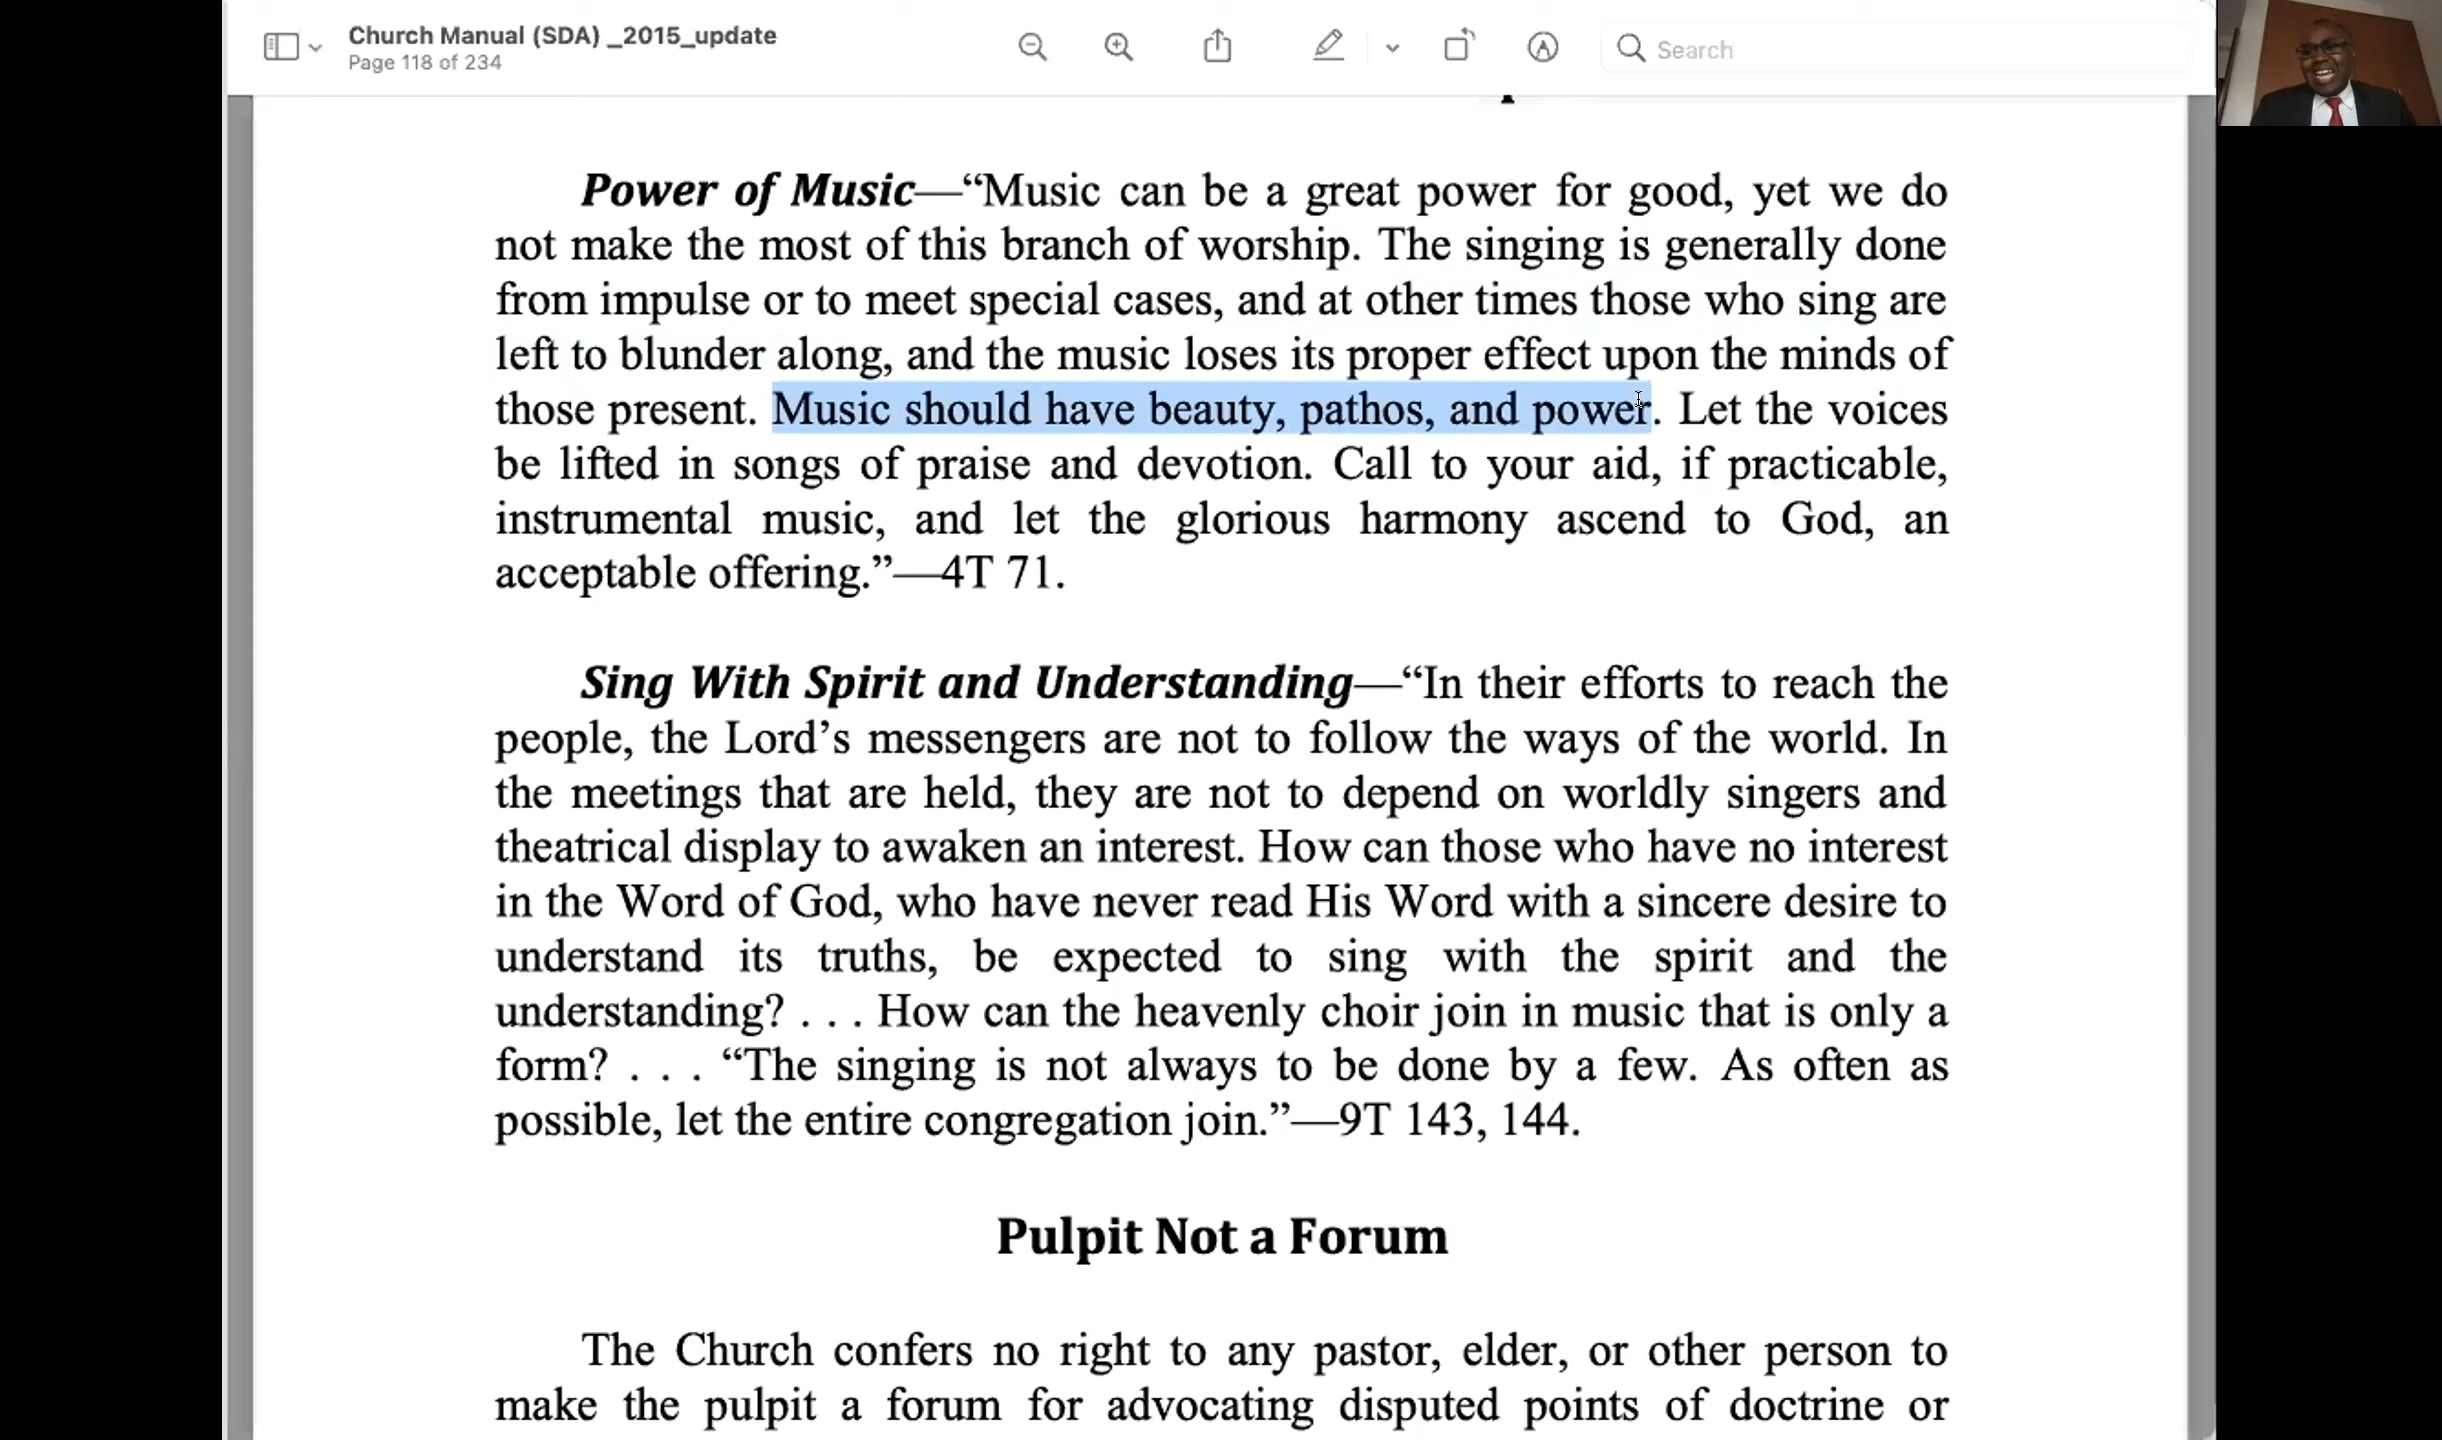 Church Manual (SDA) _2015_update
Page 118 of 234
Search
Power of Music—“Music can be a great power for good, yet we do
not make the most of this branch of worship. The singing is generally done
from impulse or to meet special cases, and at other times those who sing are
left to blunder along, and the music loses its proper effect upon the minds of
those present. Music should have beauty, pathos, and power. Let the voices
be lifted in songs of praise and devotion. Call to your aid, if practicable,
instrumental music, and let the glorious harmony ascend to God, an
acceptable offering.”—4T 71.
Sing With Spirit and Understanding—“In their efforts to reach the
people, the Lord’s messengers are not to follow the ways of the world. In
the meetings that are held, they are not to depend on worldly singers and
theatrical display to awaken an interest. How can those who have no interest
in the Word of God, who have never read His Word with a sincere desire to
understand its truths, be expected to sing with the spirit and the
understanding? . . . How can the heavenly choir join in music that is only a
form? . . . “The singing is not always to be done by a few. As often as
possible, let the entire congregation join.”—9T 143, 144.
Pulpit Not a Forum
The Church confers no right to any pastor, elder, or other person to
make the pulpit a forum for advocating disputed points of doctrine or